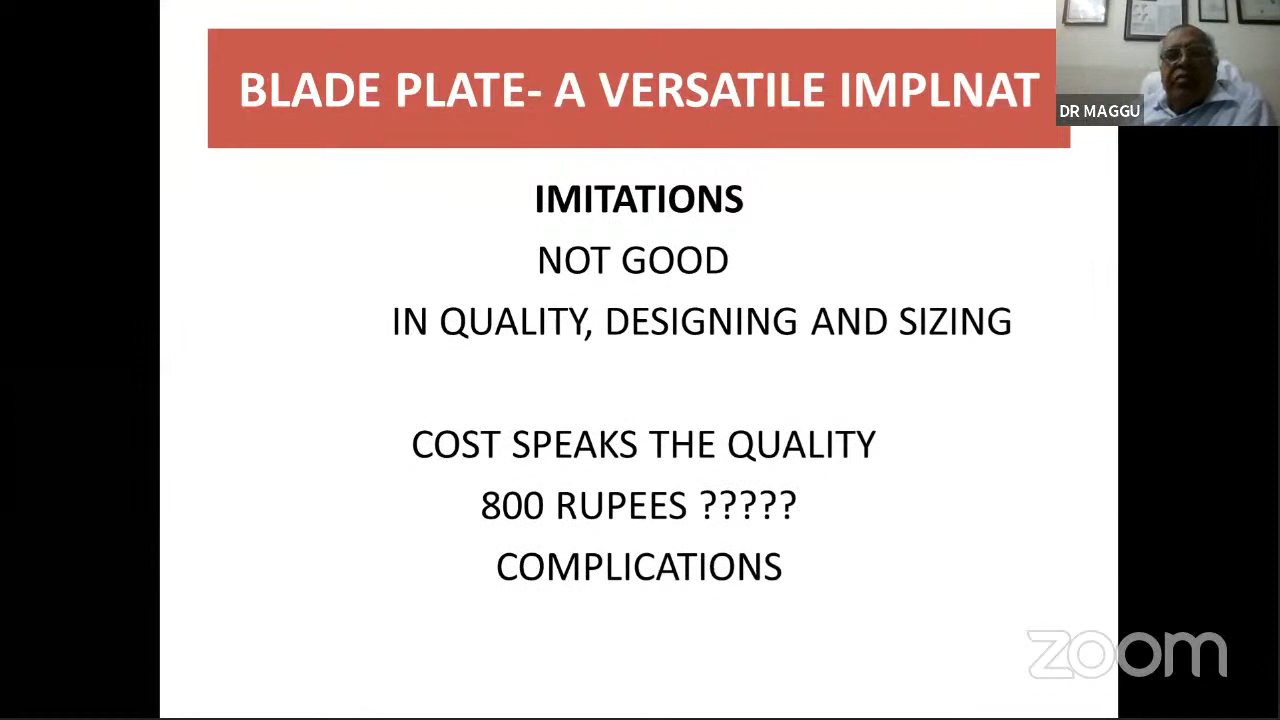 BLADE PLATE- A VERSATILE IMPLNAT
DR MAGGU
IMITATIONS
NOT GOOD
IN QUALITY, DESIGNING AND SIZING
COST SPEAKS THE QUALITY
800 RUPEES ?????
COMPLICATIONS
zoom